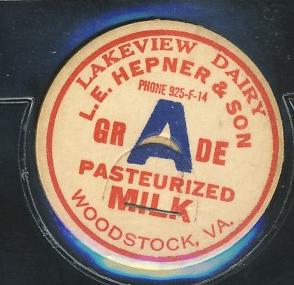 LAKEVIEW DAIRY
L.E. HEPNER & SON
PHONE 925-F-14
GRADE A
PASTEURIZED
MILK
WOODSTOCK, VA.